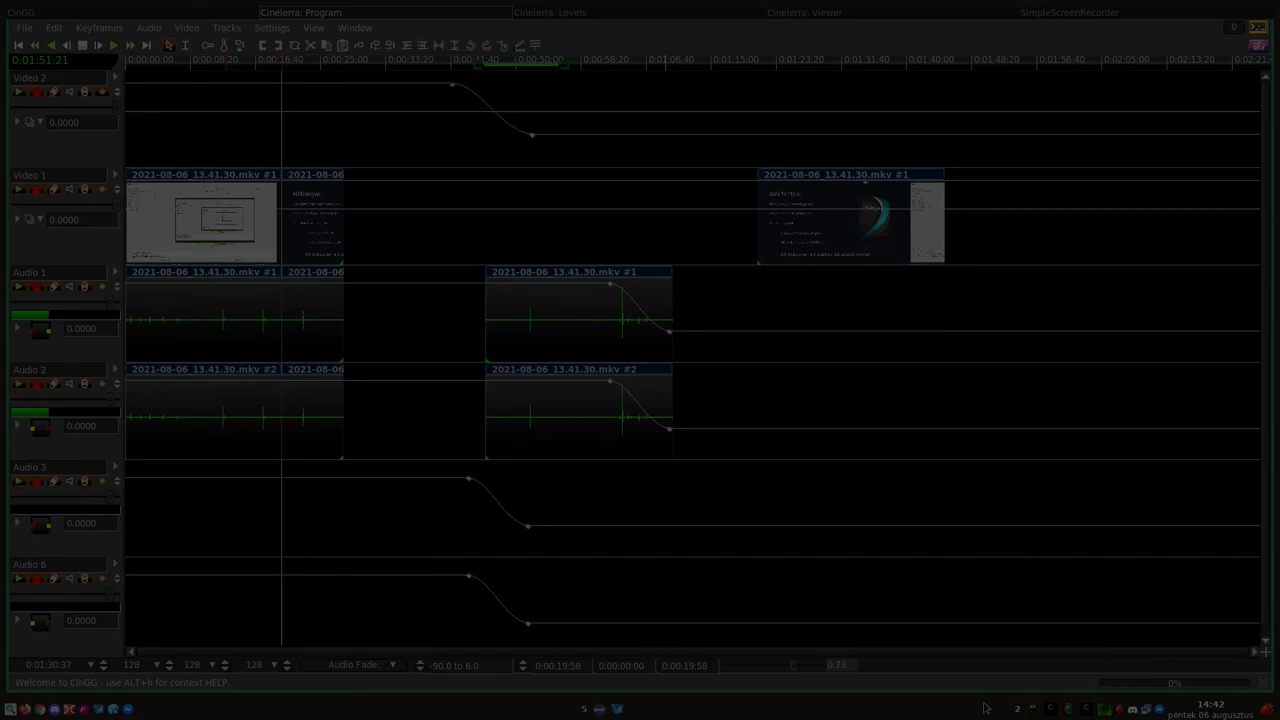 CinGG Cinelerra: Program Cinelerra: Levels Cinelerra: Viewer SimpleScreenRecorder
File Edit Keyframes Audio Video Tracks Settings View Window 0
0:01:51:21 0:00:00:00 0:00:08:20 0:00:16:40 0:00:25:00 0:00:33:20 0:00:41:40 0:00:50:00 0:00:58:20 0:01:06:40 0:01:15:00 0:01:23:20 0:01:31:40 0:01:40:00 0:01:48:20 0:01:56:40 0:02:05:00 0:02:13:20 0:02:21:
Video 2
0.0000
Video 1 2021-08-06_13.41.30.mkv #1 2021-08-06 2021-08-06_13.41.30.mkv #1
Hátrányai: Ami fontos:
0.0000
Audio 1 2021-08-06_13.41.30.mkv #1 2021-08-06 2021-08-06_13.41.30.mkv #1
0.0000
Audio 2 2021-08-06_13.41.30.mkv #2 2021-08-06 2021-08-06_13.41.30.mkv #2
0.0000
Audio 3
0.0000
Audio 6
0.0000
0:01:30:37 128 128 128 Audio Fade: -90.0 to 6.0 0:00:19:58 0:00:00:00 0:00:19:58 0.73
Welcome to CinGG - use ALT+h for context HELP. 0%
5 2 14:42
péntek 06 augusztus